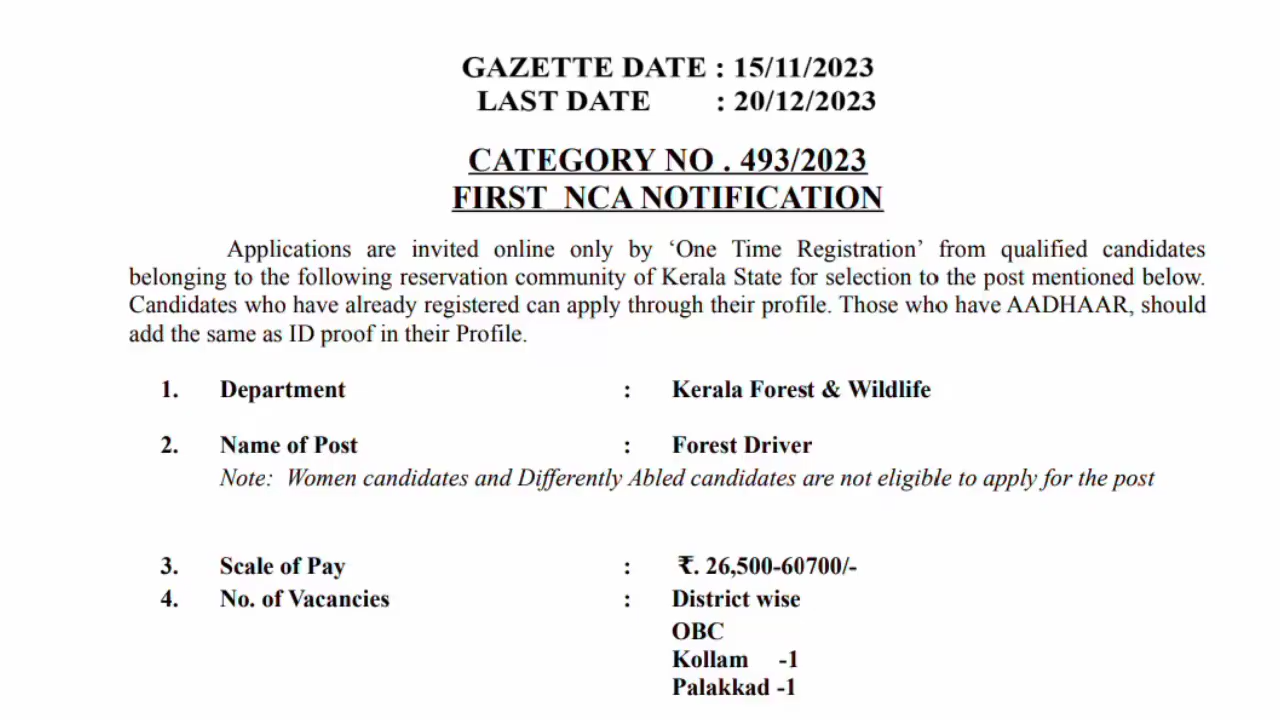 GAZETTE DATE : 15/11/2023
LAST DATE : 20/12/2023
CATEGORY NO . 493/2023
FIRST NCA NOTIFICATION
Applications are invited online only by ‘One Time Registration’ from qualified candidates
belonging to the following reservation community of Kerala State for selection to the post mentioned below.
Candidates who have already registered can apply through their profile. Those who have AADHAAR, should
add the same as ID proof in their Profile.
1. Department : Kerala Forest & Wildlife
2. Name of Post : Forest Driver
Note: Women candidates and Differently Abled candidates are not eligible to apply for the post
3. Scale of Pay : ₹. 26,500-60700/-
4. No. of Vacancies : District wise
OBC
Kollam -1
Palakkad -1